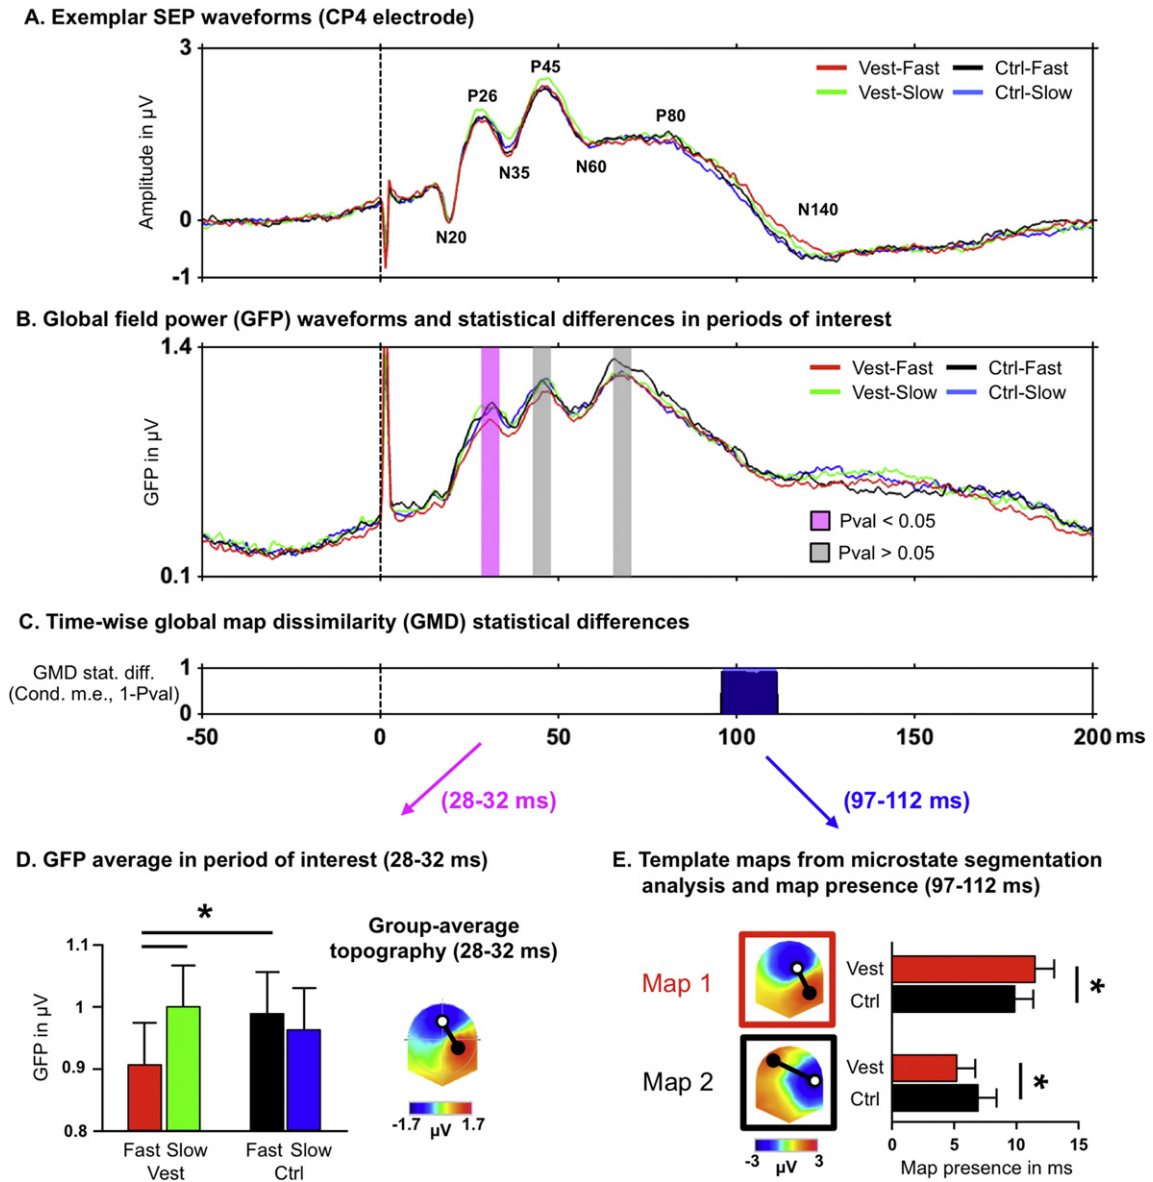 A. Exemplar SEP waveforms (CP4 electrode)
3
0
-1
Amplitude in μV
P26
P45
N20
N35
N60
P80
N140
Vest-Fast
Ctrl-Fast
Vest-Slow
Ctrl-Slow
B. Global field power (GFP) waveforms and statistical differences in periods of interest
1.4
0.1
GFP in μV
Vest-Fast
Ctrl-Fast
Vest-Slow
Ctrl-Slow
Pval < 0.05
Pval > 0.05
C. Time-wise global map dissimilarity (GMD) statistical differences
GMD stat. diff.
(Cond. m.e., 1-Pval)
1
0
-50 0 50 100 150 200 ms
(28-32 ms)
(97-112 ms)
D. GFP average in period of interest (28-32 ms)
*
1.1
1
0.9
0.8
GFP in μV
Fast Slow
Vest
Fast Slow
Ctrl
Group-average
topography (28-32 ms)
-1.7 1.7
μV
E. Template maps from microstate segmentation
analysis and map presence (97-112 ms)
Map 1
Vest
Ctrl
*
Map 2
Vest
Ctrl
*
-3 3
μV
0 5 10 15
Map presence in ms